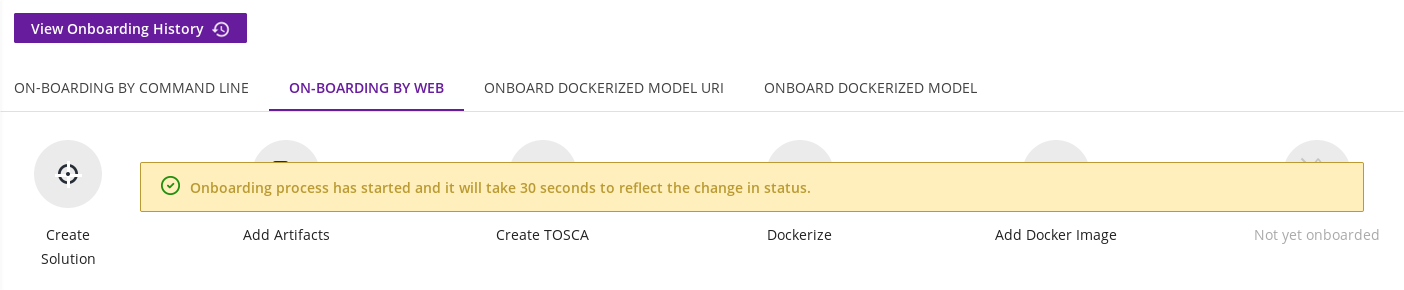 View Onboarding History
ON-BOARDING BY COMMAND LINE
ON-BOARDING BY WEB
ONBOARD DOCKERIZED MODEL URI
ONBOARD DOCKERIZED MODEL
Onboarding process has started and it will take 30 seconds to reflect the change in status.
Create
Solution
Add Artifacts
Create TOSCA
Dockerize
Add Docker Image
Not yet onboarded